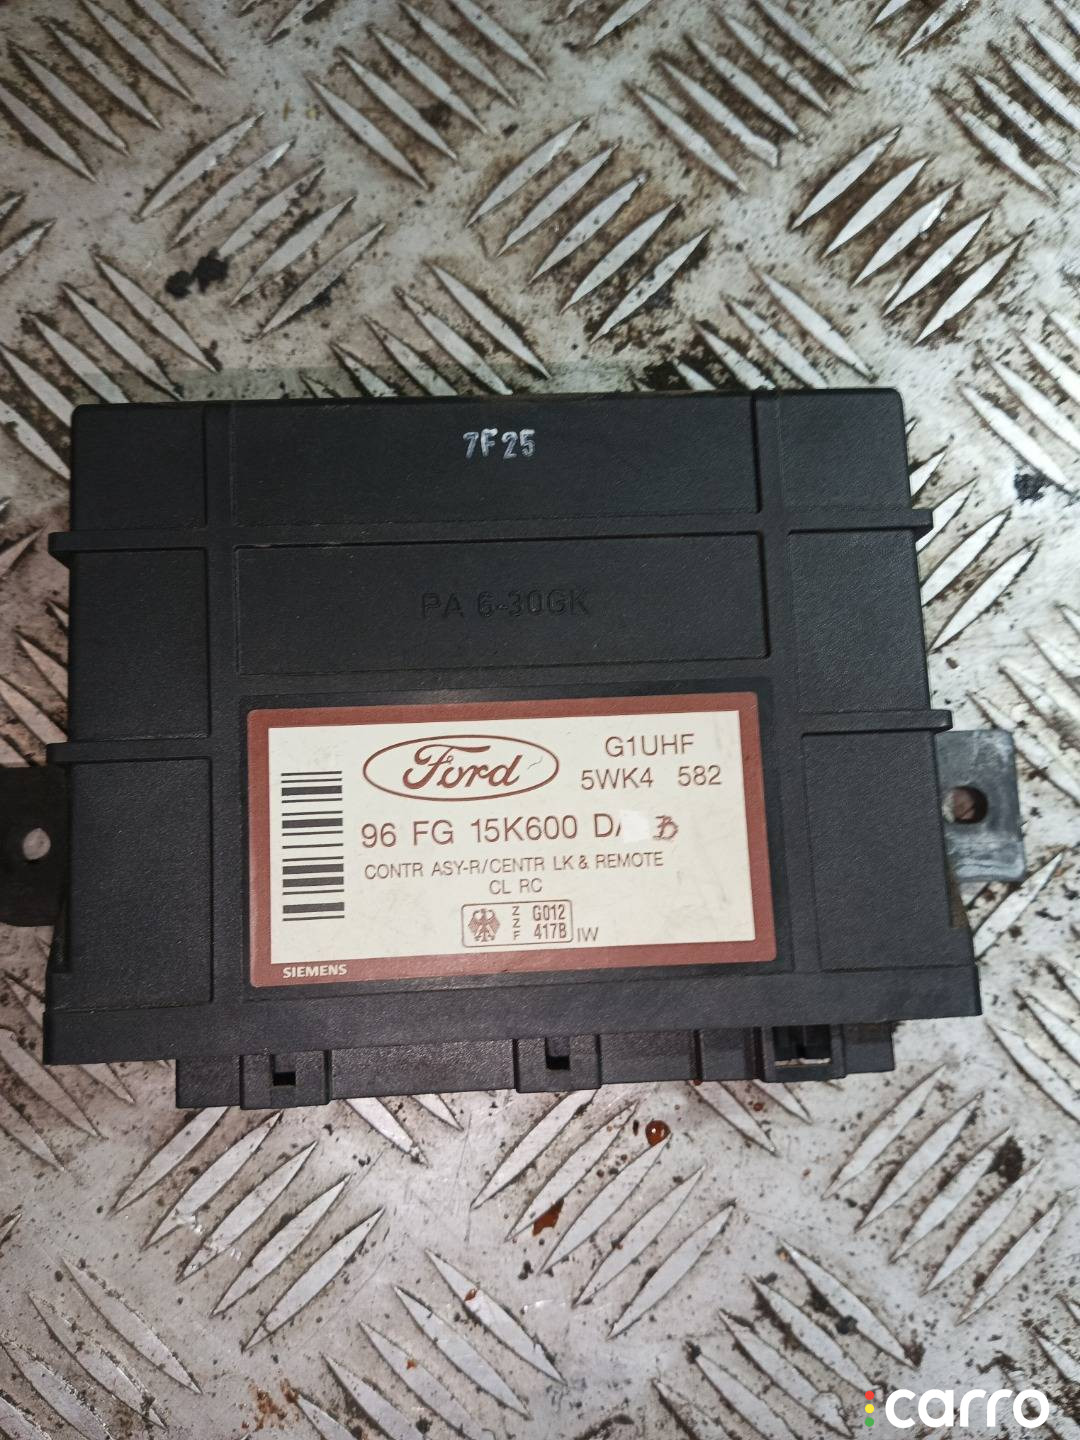 7F25
PA 6-30GK
Ford
G1UHF
5WK4 582
96 FG 15K600 DA B
CONTR ASY-R/CENTR LK & REMOTE
CL RC
ZZF G012 417B IW
SIEMENS
carro